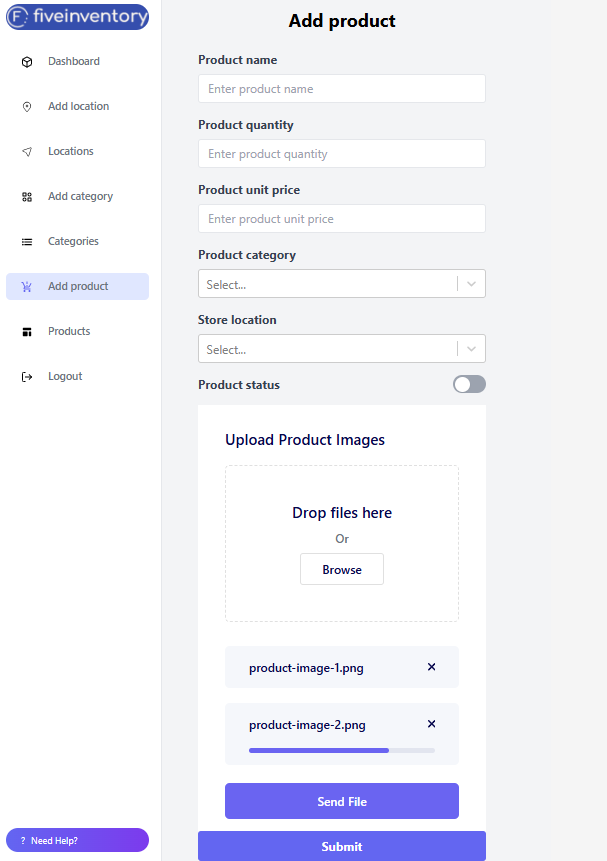 F fiveinventory
Dashboard
Add location
Locations
Add category
Categories
Add product
Products
Logout
? Need Help?
Add product
Product name
Enter product name
Product quantity
Enter product quantity
Product unit price
Enter product unit price
Product category
Select...
Store location
Select...
Product status
Upload Product Images
Drop files here
Or
Browse
product-image-1.png
product-image-2.png
Send File
Submit